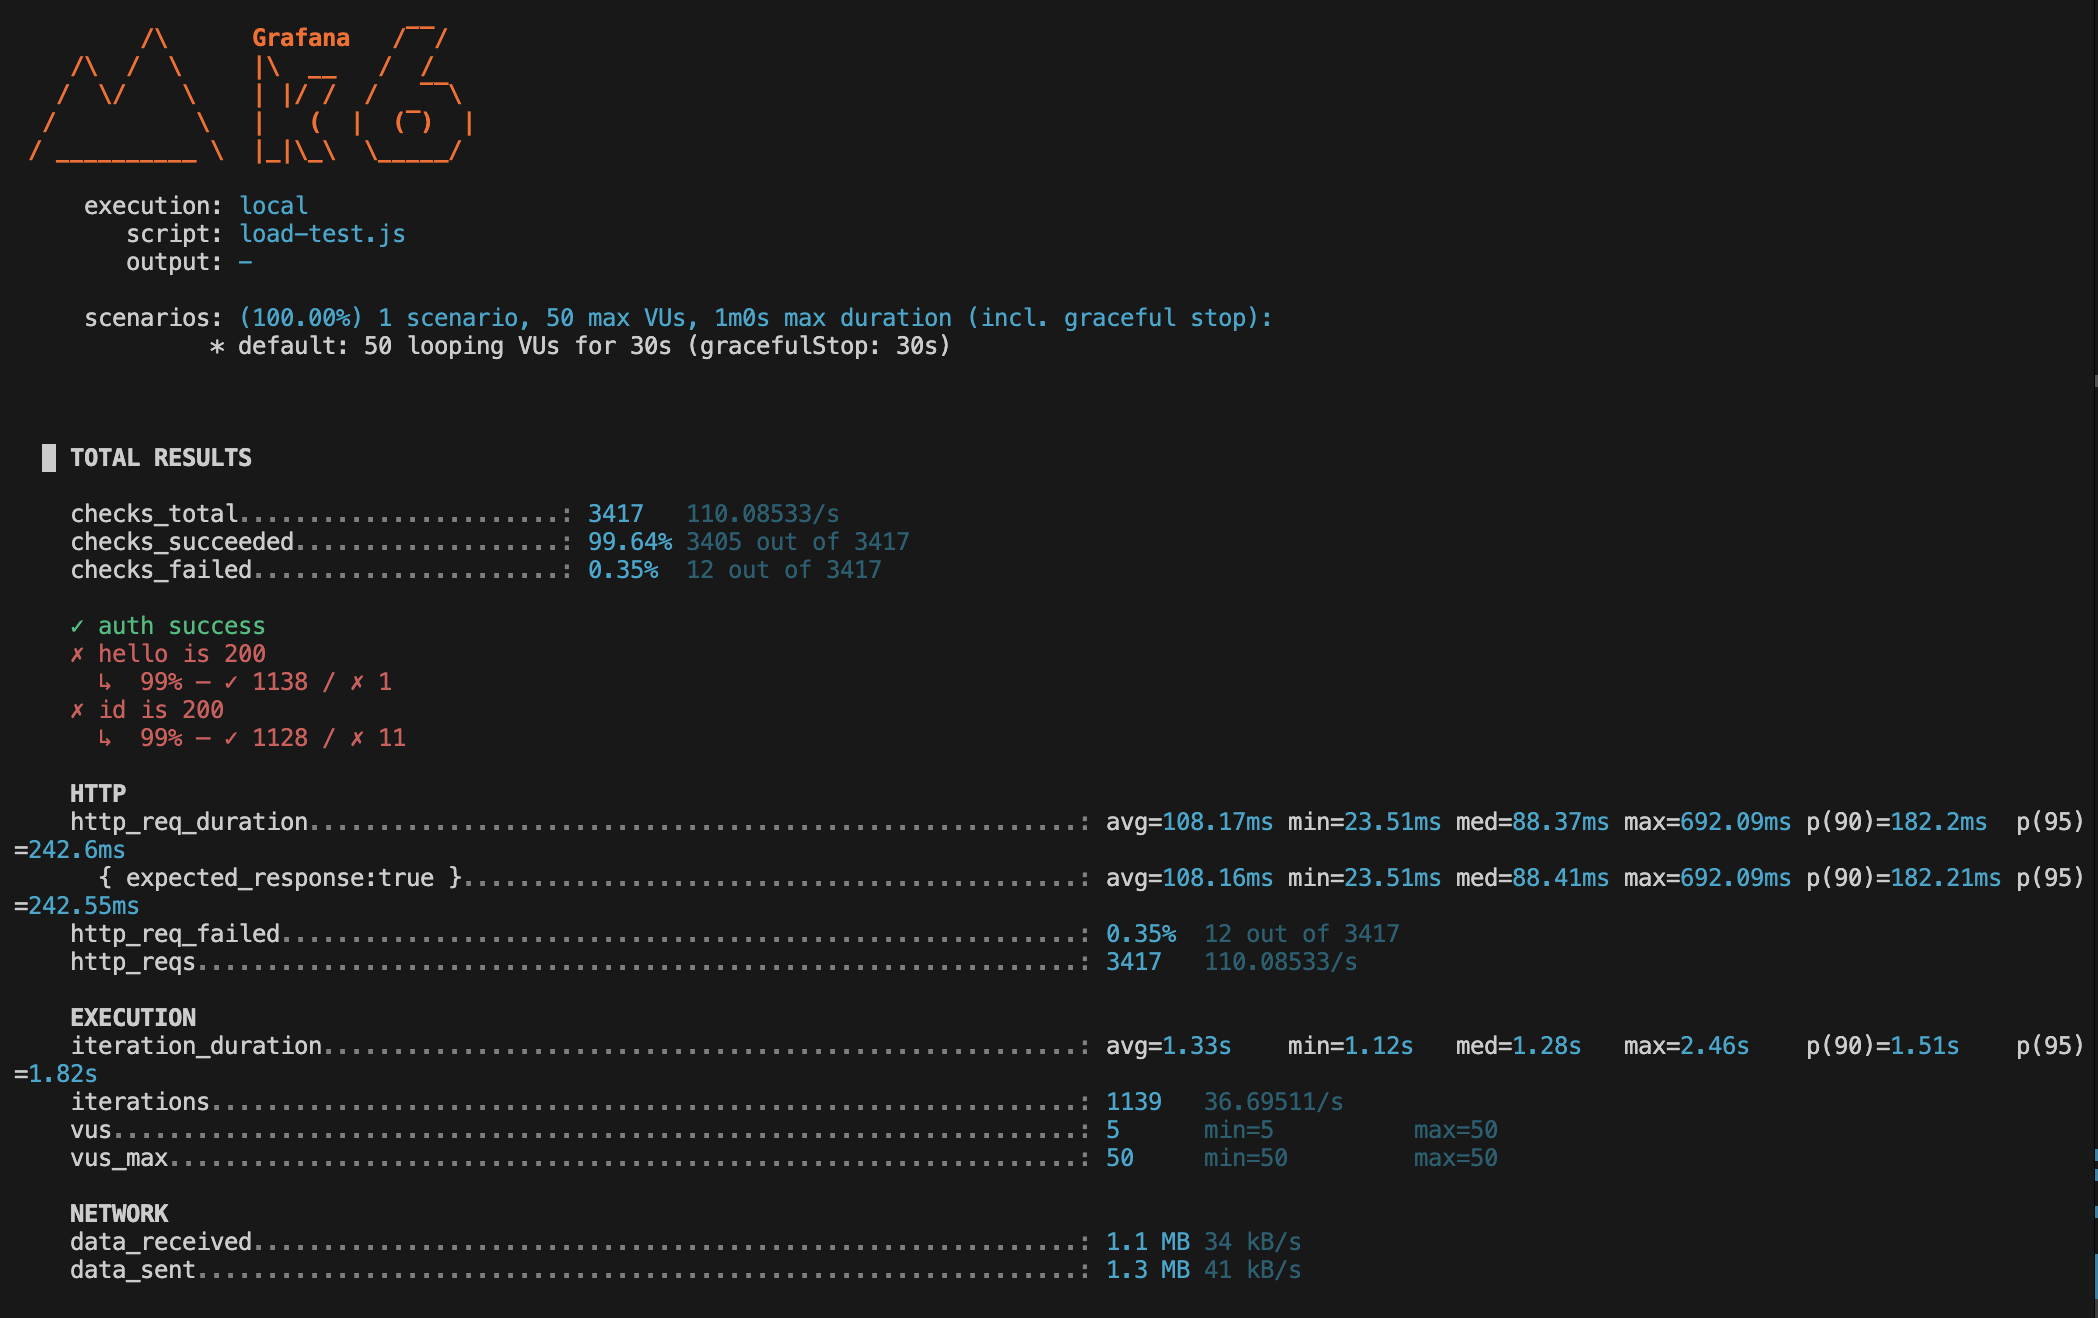 /\      Grafana   /‾‾/
    /\  /  \     |\  __   /  /
   /  \/    \    | |/ /  /   ‾‾\
  /          \   |   (  |  (‾)  |
 / __________ \  |_|\_\  \_____/
     execution: local
        script: load-test.js
        output: -
     scenarios: (100.00%) 1 scenario, 50 max VUs, 1m0s max duration (incl. graceful stop):
              * default: 50 looping VUs for 30s (gracefulStop: 30s)
  █ TOTAL RESULTS
    checks_total.......................: 3417   110.08533/s
    checks_succeeded...................: 99.64% 3405 out of 3417
    checks_failed......................: 0.35%  12 out of 3417
    ✓ auth success
    ✗ hello is 200
      ↳  99% — ✓ 1138 / ✗ 1
    ✗ id is 200
      ↳  99% — ✓ 1128 / ✗ 11
    HTTP
    http_req_duration.......................................................: avg=108.17ms min=23.51ms med=88.37ms max=692.09ms p(90)=182.2ms  p(95)
=242.6ms
      { expected_response:true }............................................: avg=108.16ms min=23.51ms med=88.41ms max=692.09ms p(90)=182.21ms p(95)
=242.55ms
    http_req_failed.........................................................: 0.35%  12 out of 3417
    http_reqs...............................................................: 3417   110.08533/s
    EXECUTION
    iteration_duration......................................................: avg=1.33s    min=1.12s   med=1.28s   max=2.46s    p(90)=1.51s    p(95)
=1.82s
    iterations..............................................................: 1139   36.69511/s
    vus.....................................................................: 5      min=5          max=50
    vus_max.................................................................: 50     min=50         max=50
    NETWORK
    data_received...........................................................: 1.1 MB 34 kB/s
    data_sent...............................................................: 1.3 MB 41 kB/s